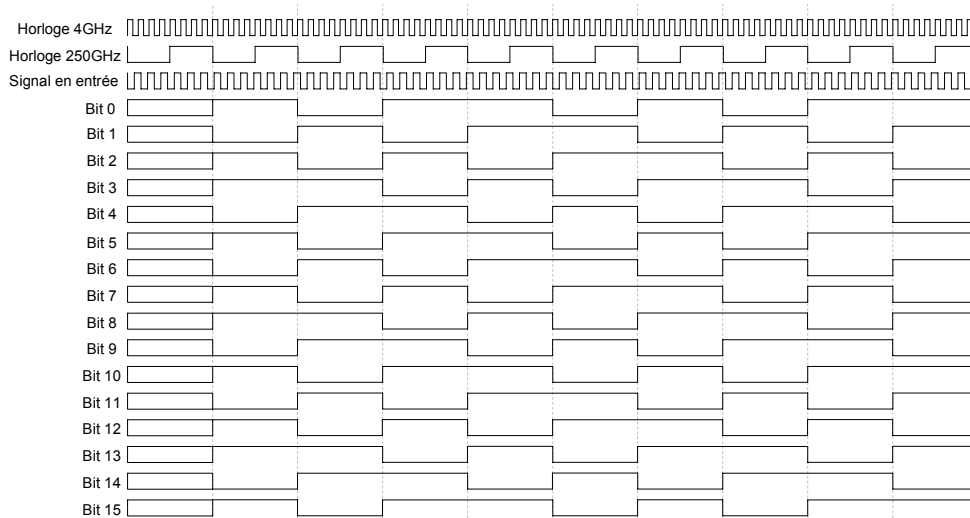 Horloge 4GHz
Horloge 250GHz
Signal en entrée
Bit 0
Bit 1
Bit 2
Bit 3
Bit 4
Bit 5
Bit 6
Bit 7
Bit 8
Bit 9
Bit 10
Bit 11
Bit 12
Bit 13
Bit 14
Bit 15